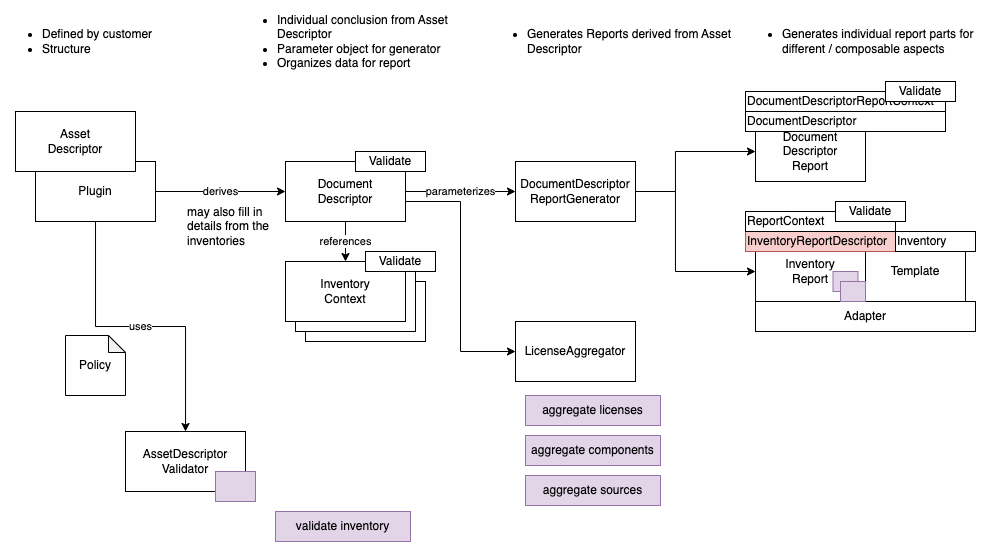 • Defined by customer
• Structure
• Individual conclusion from Asset
Descriptor
• Parameter object for generator
• Organizes data for report
• Generates Reports derived from Asset
Descriptor
• Generates individual report parts for
different / composable aspects
Asset
Descriptor
Plugin
derives
may also fill in
details from the
inventories
Validate
Document
Descriptor
parameterizes
references
Validate
Inventory
Context
DocumentDescriptor
ReportGenerator
Validate
DocumentDescriptorReportContext
DocumentDescriptor
Document
Descriptor
Report
Validate
ReportContext
InventoryReportDescriptor
Inventory
Inventory
Report
Template
Adapter
uses
Policy
AssetDescriptor
Validator
validate inventory
LicenseAggregator
aggregate licenses
aggregate components
aggregate sources